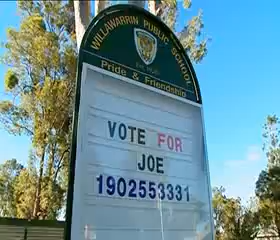 WILLAWARRIN PUBLIC SCHOOL
Pride & Friendship
VOTE FOR
JOE
1902553331